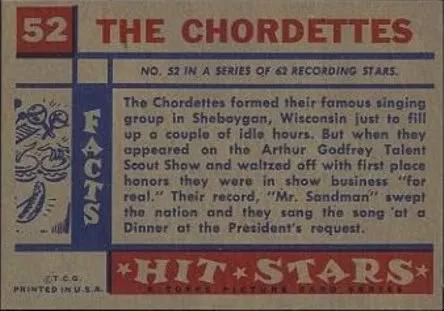 52 THE CHORDETTES
NO. 52 IN A SERIES OF 62 RECORDING STARS.
FACTS
The Chordettes formed their famous singing
group in Sheboygan, Wisconsin just to fill
up a couple of idle hours. But when they
appeared on the Arthur Godfrey Talent
Scout Show and waltzed off with first place
honors they were in show business "for
real." Their record, "Mr. Sandman" swept
the nation and they sang the song at a
Dinner at the President's request.
© T.C.G.
PRINTED IN U.S.A.
★HIT★STARS★
A TOPPS PICTURE CARD SERIES